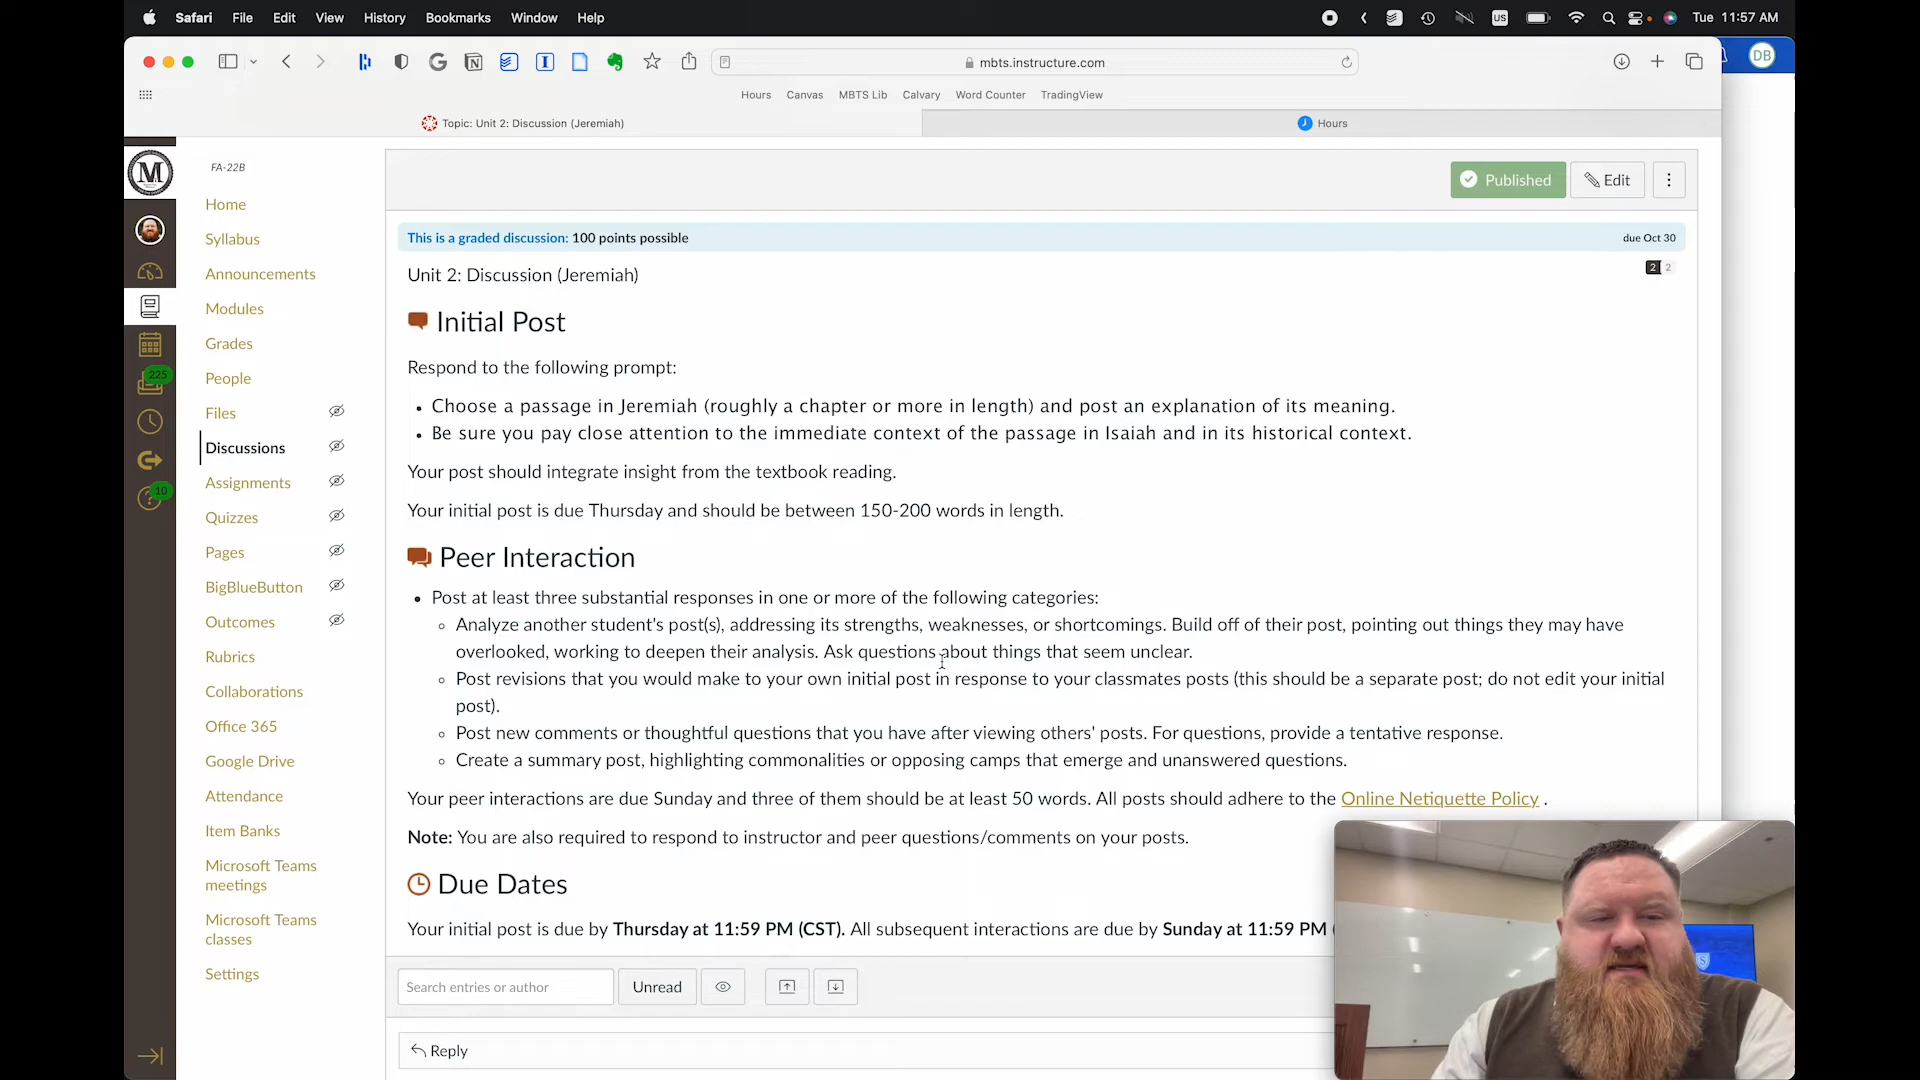 Safari File Edit View History Bookmarks Window Help US Tue 11:57 AM
mbts.instructure.com
DB
Hours Canvas MBTS Lib Calvary Word Counter TradingView
Topic: Unit 2: Discussion (Jeremiah)
Hours
M
225
10
FA-22B
Home
Syllabus
Announcements
Modules
Grades
People
Files
Discussions
Assignments
Quizzes
Pages
BigBlueButton
Outcomes
Rubrics
Collaborations
Office 365
Google Drive
Attendance
Item Banks
Microsoft Teams
meetings
Microsoft Teams
classes
Settings
Published Edit
This is a graded discussion: 100 points possible due Oct 30
Unit 2: Discussion (Jeremiah) 2 2
Initial Post
Respond to the following prompt:
• Choose a passage in Jeremiah (roughly a chapter or more in length) and post an explanation of its meaning.
• Be sure you pay close attention to the immediate context of the passage in Isaiah and in its historical context.
Your post should integrate insight from the textbook reading.
Your initial post is due Thursday and should be between 150-200 words in length.
Peer Interaction
• Post at least three substantial responses in one or more of the following categories:
◦ Analyze another student's post(s), addressing its strengths, weaknesses, or shortcomings. Build off of their post, pointing out things they may have
overlooked, working to deepen their analysis. Ask questions about things that seem unclear.
◦ Post revisions that you would make to your own initial post in response to your classmates posts (this should be a separate post; do not edit your initial
post).
◦ Post new comments or thoughtful questions that you have after viewing others' posts. For questions, provide a tentative response.
◦ Create a summary post, highlighting commonalities or opposing camps that emerge and unanswered questions.
Your peer interactions are due Sunday and three of them should be at least 50 words. All posts should adhere to the Online Netiquette Policy .
Note: You are also required to respond to instructor and peer questions/comments on your posts.
Due Dates
Your initial post is due by Thursday at 11:59 PM (CST). All subsequent interactions are due by Sunday at 11:59 PM (
Search entries or author Unread
Reply
S